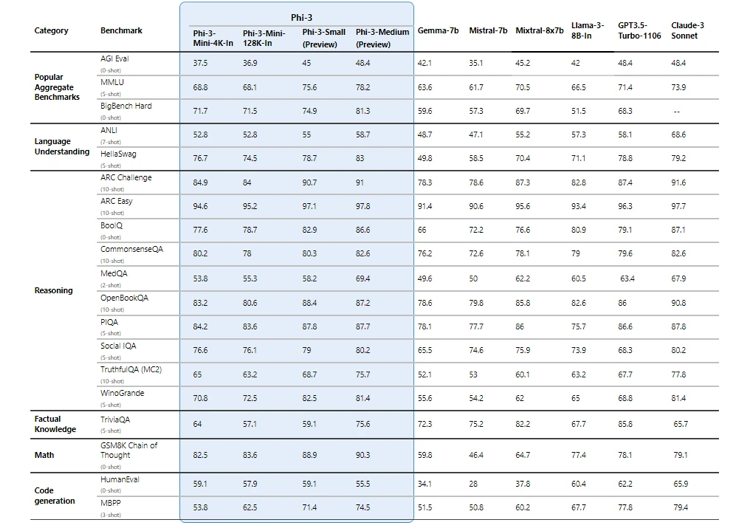 Phi-3
Category Benchmark Phi-3-Mini-4K-In Phi-3-Mini-128K-In Phi-3-Small (Preview) Phi-3-Medium (Preview) Gemma-7b Mistral-7b Mixtral-8x7b Llama-3-8B-In GPT3.5-Turbo-1106 Claude-3 Sonnet
Popular Aggregate Benchmarks
AGI Eval (0-shot) 37.5 36.9 45 48.4 42.1 35.1 45.2 42 48.4 48.4
MMLU (5-shot) 68.8 68.1 75.6 78.2 63.6 61.7 70.5 66.5 71.4 73.9
BigBench Hard (0-shot) 71.7 71.5 74.9 81.3 59.6 57.3 69.7 51.5 68.3 --
Language Understanding
ANLI (7-shot) 52.8 52.8 55 58.7 48.7 47.1 55.2 57.3 58.1 68.6
HellaSwag (5-shot) 76.7 74.5 78.7 83 49.8 58.5 70.4 71.1 78.8 79.2
Reasoning
ARC Challenge (10-shot) 84.9 84 90.7 91 78.3 78.6 87.3 82.8 87.4 91.6
ARC Easy (10-shot) 94.6 95.2 97.1 97.8 91.4 90.6 95.6 93.4 96.3 97.7
BoolQ (0-shot) 77.6 78.7 82.9 86.6 66 72.2 76.6 80.9 79.1 87.1
CommonsenseQA (10-shot) 80.2 78 80.3 82.6 76.2 72.6 78.1 79 79.6 82.6
MedQA (2-shot) 53.8 55.3 58.2 69.4 49.6 50 62.2 60.5 63.4 67.9
OpenBookQA (10-shot) 83.2 80.6 88.4 87.2 78.6 79.8 85.8 82.6 86 90.8
PIQA (5-shot) 84.2 83.6 87.8 87.7 78.1 77.7 86 75.7 86.6 87.8
Social IQA (5-shot) 76.6 76.1 79 80.2 65.5 74.6 75.9 73.9 68.3 80.2
TruthfulQA (MC2) (10-shot) 65 63.2 68.7 75.7 52.1 53 60.1 63.2 67.7 77.8
WinoGrande (5-shot) 70.8 72.5 82.5 81.4 55.6 54.2 62 65 68.8 81.4
Factual Knowledge
TriviaQA (5-shot) 64 57.1 59.1 75.6 72.3 75.2 82.2 67.7 85.8 65.7
Math
GSM8K Chain of Thought (0-shot) 82.5 83.6 88.9 90.3 59.8 46.4 64.7 77.4 78.1 79.1
Code generation
HumanEval (0-shot) 59.1 57.9 59.1 55.5 34.1 28 37.8 60.4 62.2 65.9
MBPP (3-shot) 53.8 62.5 71.4 74.5 51.5 50.8 60.2 67.7 77.8 79.4